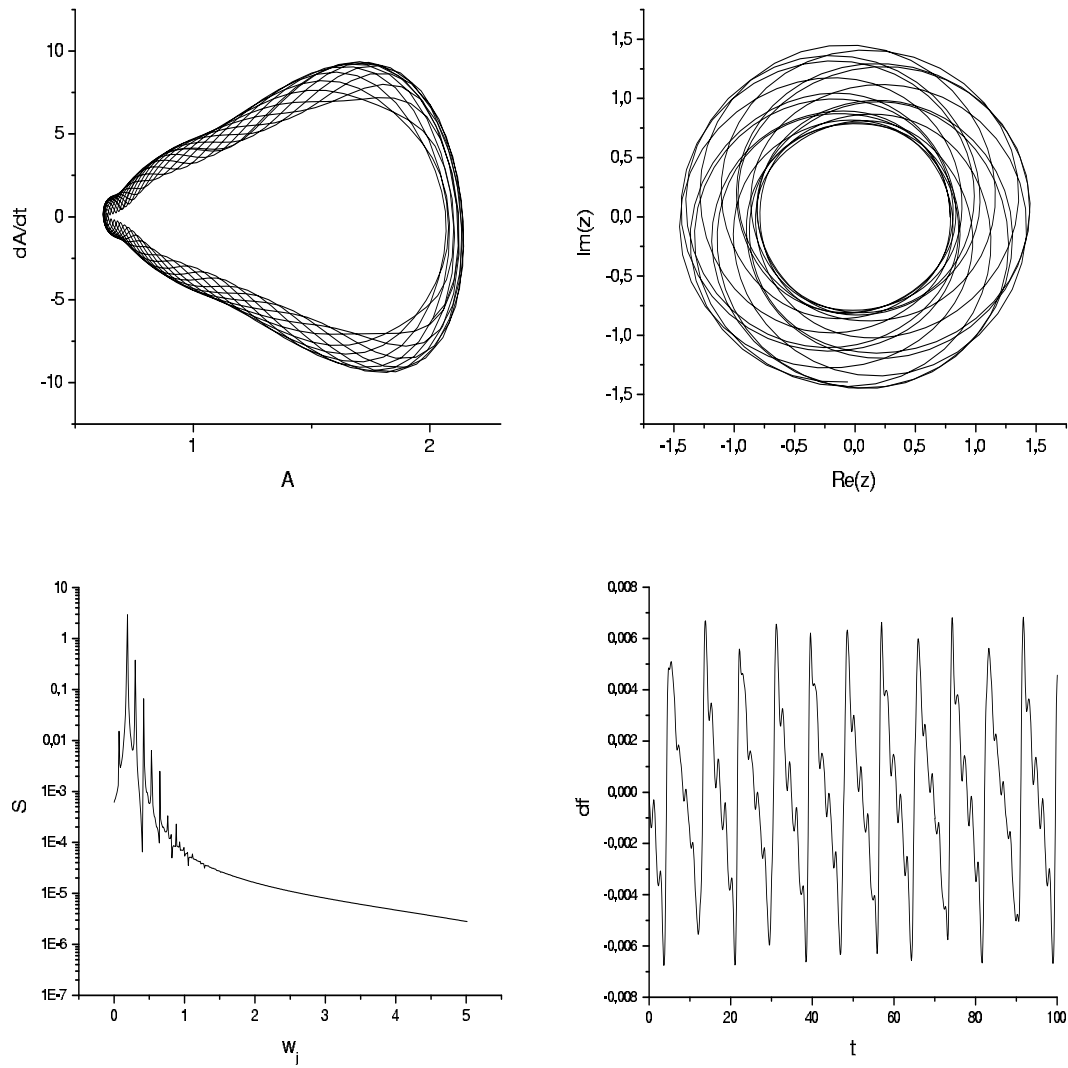 10
5
0
-5
-10
dA/dt
1
2
A
1,5
1,0
0,5
0,0
-0,5
-1,0
-1,5
Im(z)
-1,5 -1,0 -0,5 0,0 0,5 1,0 1,5
Re(z)
10
1
0,1
0,01
1E-3
1E-4
1E-5
1E-6
1E-7
S
0 1 2 3 4 5
w_j
0,008
0,006
0,004
0,002
0,000
-0,002
-0,004
-0,006
-0,008
df
0 20 40 60 80 100
t